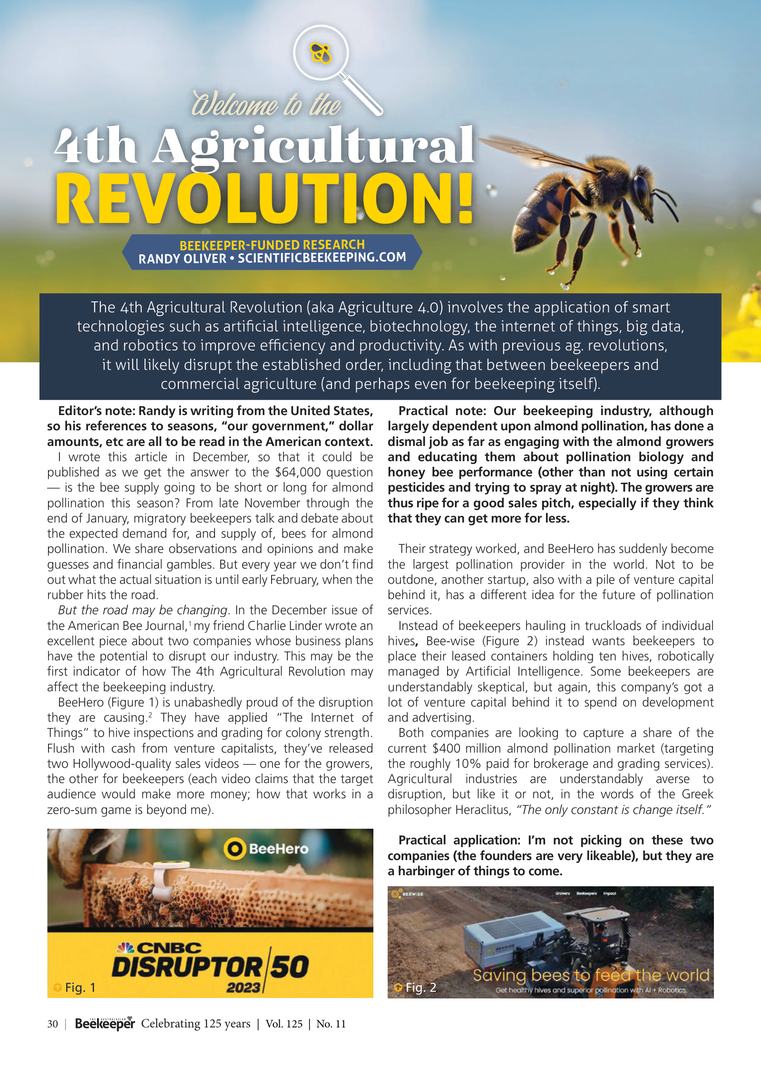 Welcome to the
4th Agricultural
REVOLUTION!
BEEKEEPER-FUNDED RESEARCH
RANDY OLIVER • SCIENTIFICBEEKEEPING.COM
The 4th Agricultural Revolution (aka Agriculture 4.0) involves the application of smart
technologies such as artificial intelligence, biotechnology, the internet of things, big data,
and robotics to improve efficiency and productivity. As with previous ag. revolutions,
it will likely disrupt the established order, including that between beekeepers and
commercial agriculture (and perhaps even for beekeeping itself).
Editor's note: Randy is writing from the United States,
so his references to seasons, "our government," dollar
amounts, etc are all to be read in the American context.
I wrote this article in December, so that it could be
published as we get the answer to the $64,000 question
— is the bee supply going to be short or long for almond
pollination this season? From late November through the
end of January, migratory beekeepers talk and debate about
the expected demand for, and supply of, bees for almond
pollination. We share observations and opinions and make
guesses and financial gambles. But every year we don't find
out what the actual situation is until early February, when the
rubber hits the road.
But the road may be changing. In the December issue of
the American Bee Journal,1 my friend Charlie Linder wrote an
excellent piece about two companies whose business plans
have the potential to disrupt our industry. This may be the
first indicator of how The 4th Agricultural Revolution may
affect the beekeeping industry.
BeeHero (Figure 1) is unabashedly proud of the disruption
they are causing.2 They have applied "The Internet of
Things" to hive inspections and grading for colony strength.
Flush with cash from venture capitalists, they've released
two Hollywood-quality sales videos — one for the growers,
the other for beekeepers (each video claims that the target
audience would make more money; how that works in a
zero-sum game is beyond me).
BeeHero
CNBC
DISRUPTOR/50
2023
Fig. 1
Practical note: Our beekeeping industry, although
largely dependent upon almond pollination, has done a
dismal job as far as engaging with the almond growers
and educating them about pollination biology and
honey bee performance (other than not using certain
pesticides and trying to spray at night). The growers are
thus ripe for a good sales pitch, especially if they think
that they can get more for less.
Their strategy worked, and BeeHero has suddenly become
the largest pollination provider in the world. Not to be
outdone, another startup, also with a pile of venture capital
behind it, has a different idea for the future of pollination
services.
Instead of beekeepers hauling in truckloads of individual
hives, Bee-wise (Figure 2) instead wants beekeepers to
place their leased containers holding ten hives, robotically
managed by Artificial Intelligence. Some beekeepers are
understandably skeptical, but again, this company's got a
lot of venture capital behind it to spend on development
and advertising.
Both companies are looking to capture a share of the
current $400 million almond pollination market (targeting
the roughly 10% paid for brokerage and grading services).
Agricultural industries are understandably averse to
disruption, but like it or not, in the words of the Greek
philosopher Heraclitus, "The only constant is change itself."
Practical application: I'm not picking on these two
companies (the founders are very likeable), but they are
a harbinger of things to come.
BEEWISE
Growers Beekeepers Impact
Saving bees to feed the world
Get healthy hives and superior pollination with AI + Robotics.
Fig. 2
30 | Beekeeper Celebrating 125 years | Vol. 125 | No. 11